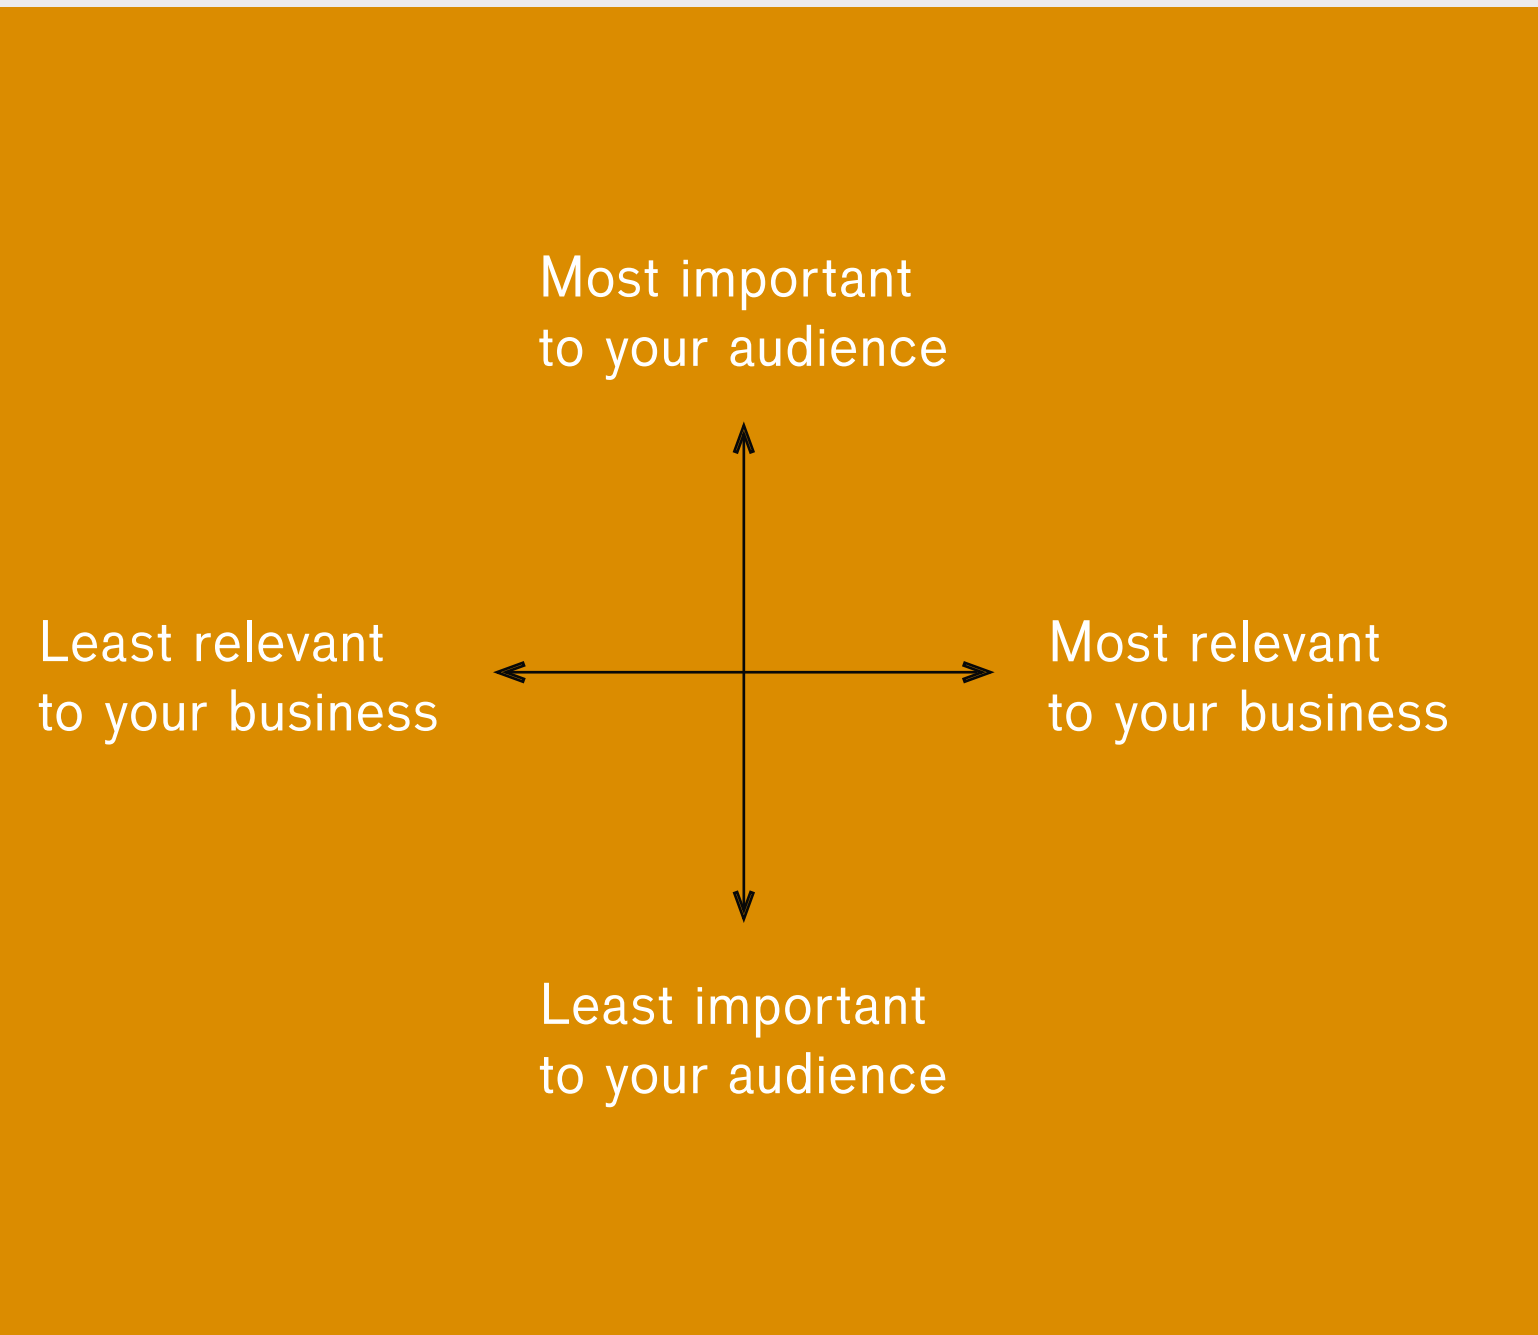 Most important
to your audience
Least relevant
to your business
Most relevant
to your business
Least important
to your audience